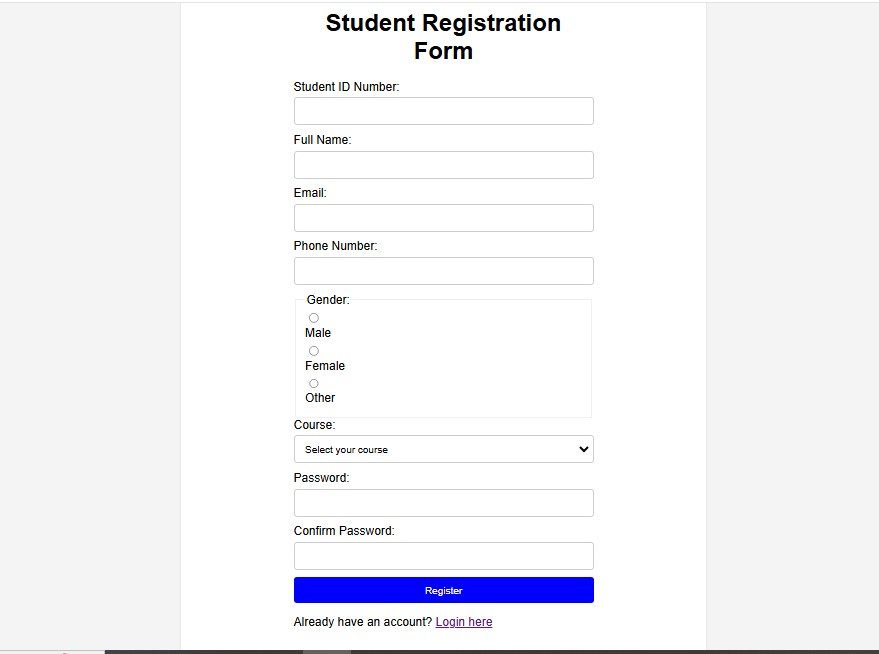 Student Registration
Form
Student ID Number:
Full Name:
Email:
Phone Number:
Gender:
Male
Female
Other
Course:
Select your course
Password:
Confirm Password:
Register
Already have an account? Login here